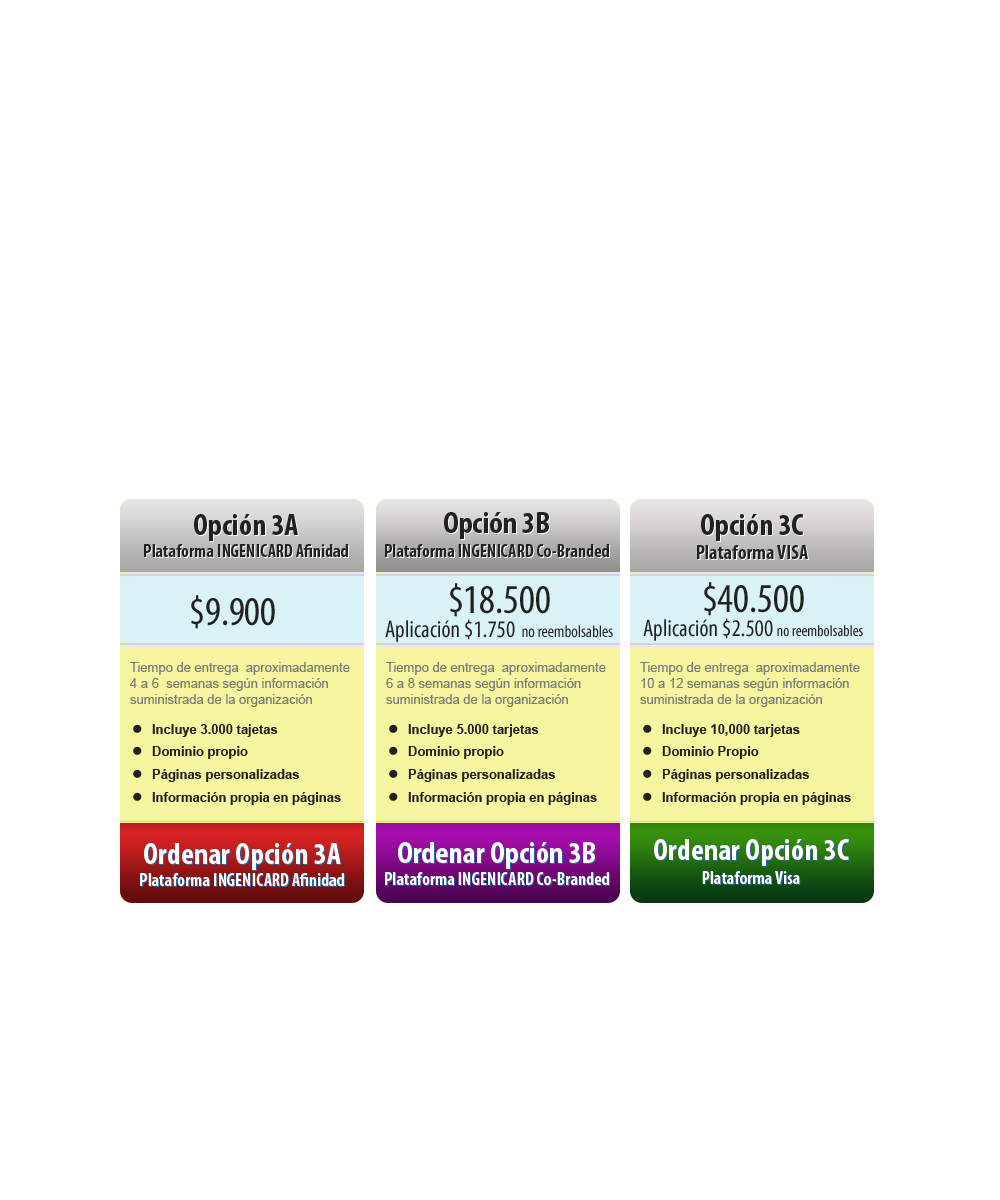 Opción 3A
Plataforma INGENICARD Afinidad
$9.900
Tiempo de entrega aproximadamente
4 a 6 semanas según información
suministrada de la organización
Incluye 3.000 tajetas
Dominio propio
Páginas personalizadas
Información propia en páginas
Ordenar Opción 3A
Plataforma INGENICARD Afinidad
Opción 3B
Plataforma INGENICARD Co-Branded
$18.500
Aplicación $1.750 no reembolsables
Tiempo de entrega aproximadamente
6 a 8 semanas según información
suministrada de la organización
Incluye 5.000 tarjetas
Dominio propio
Páginas personalizadas
Información propia en páginas
Ordenar Opción 3B
Plataforma INGENICARD Co-Branded
Opción 3C
Plataforma VISA
$40.500
Aplicación $2.500 no reembolsables
Tiempo de entrega aproximadamente
10 a 12 semanas según información
suministrada de la organización
Incluye 10,000 tarjetas
Dominio Propio
Páginas personalizadas
Información propia en páginas
Ordenar Opción 3C
Plataforma Visa